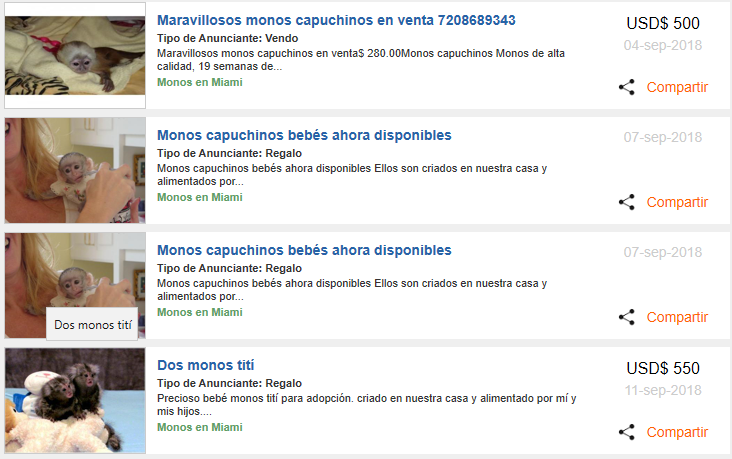 Maravillosos monos capuchinos en venta 7208689343
USD$ 500
Tipo de Anunciante: Vendo
04-sep-2018
Maravillosos monos capuchinos en venta$ 280.00Monos capuchinos Monos de alta
calidad, 19 semanas de...
Monos en Miami
Compartir
Monos capuchinos bebés ahora disponibles
07-sep-2018
Tipo de Anunciante: Regalo
Monos capuchinos bebés ahora disponibles Ellos son criados en nuestra casa y
alimentados por...
Monos en Miami
Compartir
Monos capuchinos bebés ahora disponibles
07-sep-2018
Tipo de Anunciante: Regalo
Monos capuchinos bebés ahora disponibles Ellos son criados en nuestra casa y
alimentados por...
Monos en Miami
Compartir
Dos monos tití
Dos monos tití
USD$ 550
Tipo de Anunciante: Regalo
11-sep-2018
Precioso bebé monos tití para adopción. criado en nuestra casa y alimentado por mí y
mis hijos....
Monos en Miami
Compartir